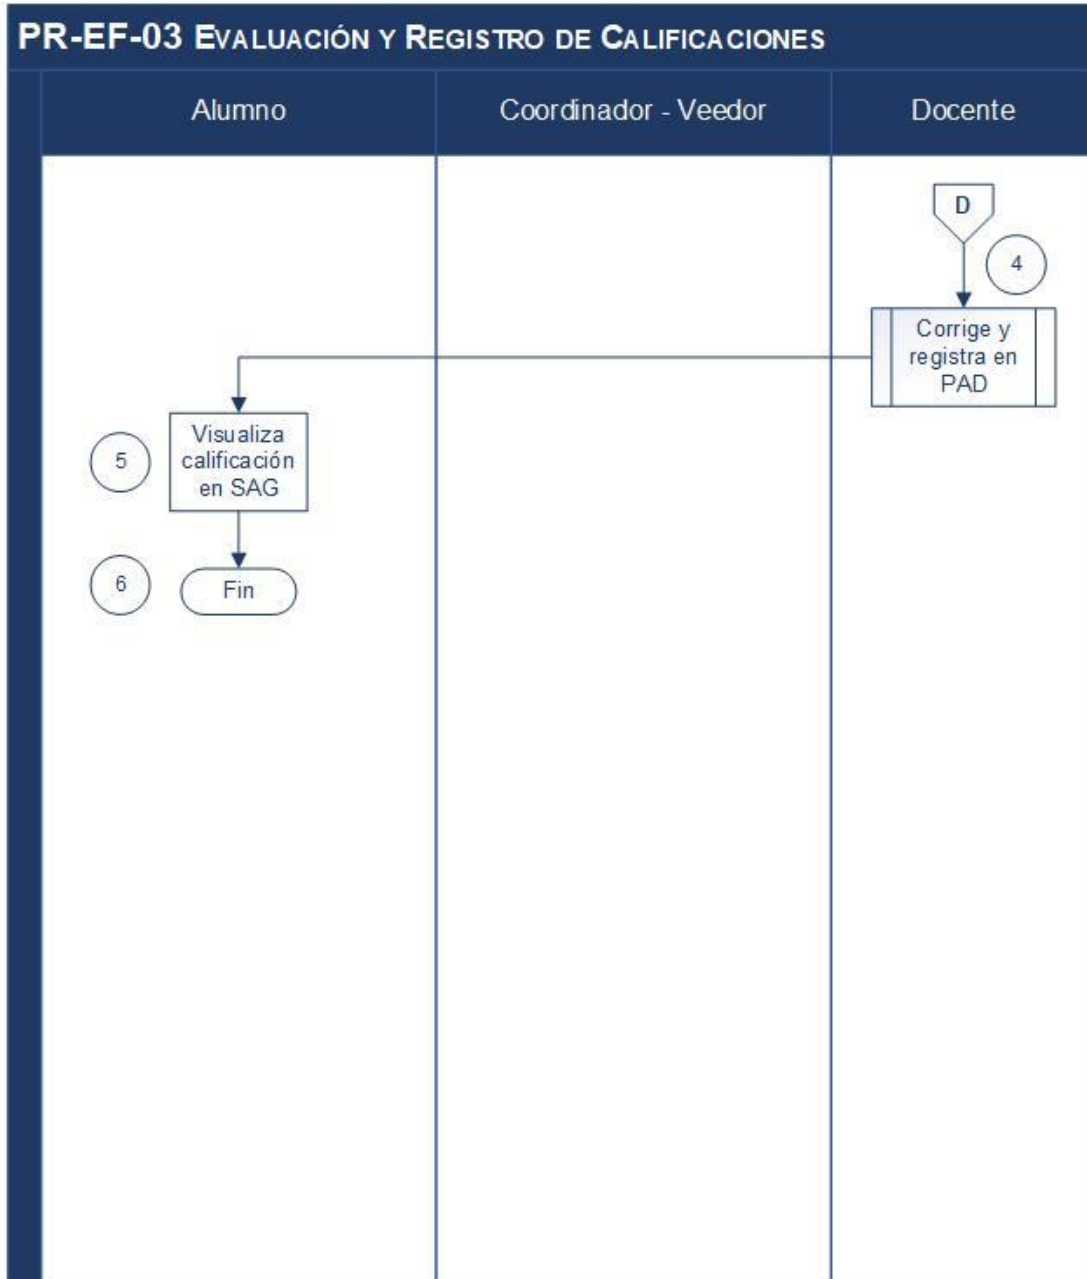 PR-EF-03 EVALUACIÓN Y REGISTRO DE CALIFICACIONES
Alumno
Coordinador - Veedor
Docente
D
4
Corrige y
registra en
PAD
5
Visualiza
calificación
en SAG
6
Fin